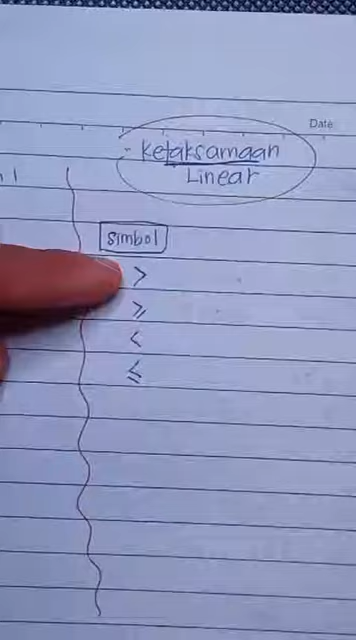 Date
- Ketaksamaan
Linear
Simbol
>
⩾
<
⩽